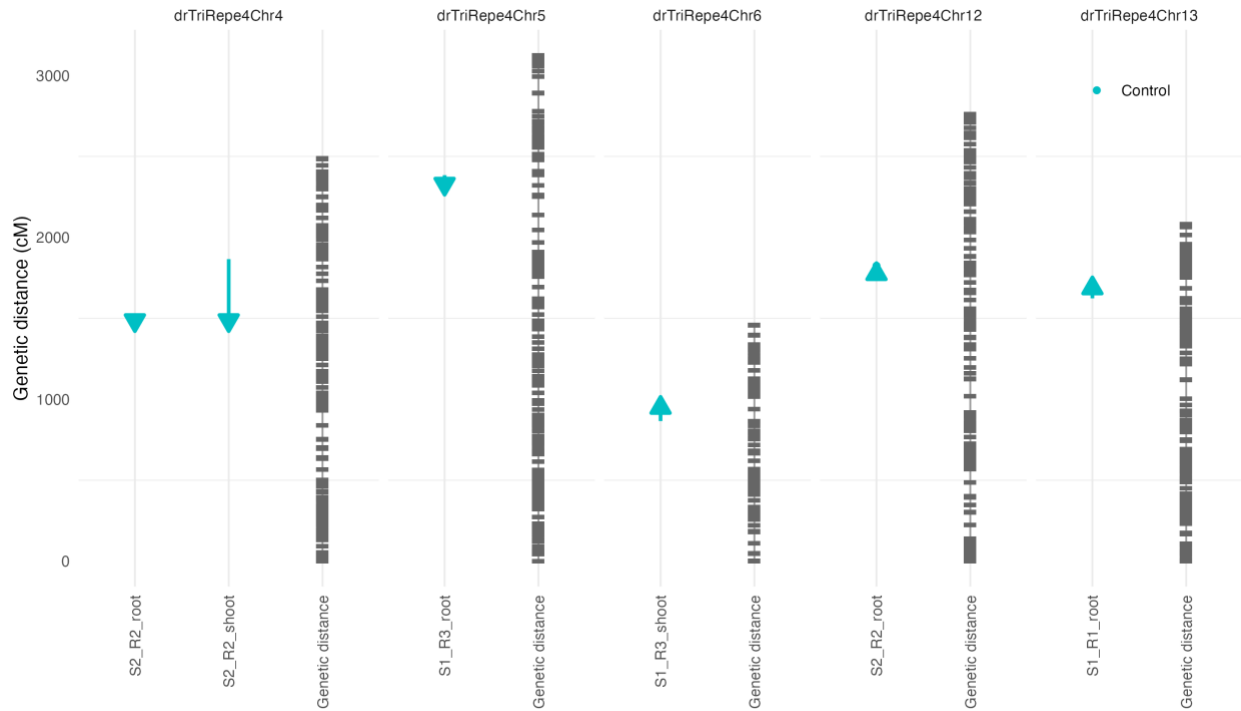 drTriRepe4Chr4
drTriRepe4Chr5
drTriRepe4Chr6
drTriRepe4Chr12
drTriRepe4Chr13
Genetic distance (cM)
3000
2000
1000
0
Control
S2_R2_root
S2_R2_shoot
Genetic distance
S1_R3_root
Genetic distance
S1_R3_shoot
Genetic distance
S2_R2_root
Genetic distance
S1_R1_root
Genetic distance